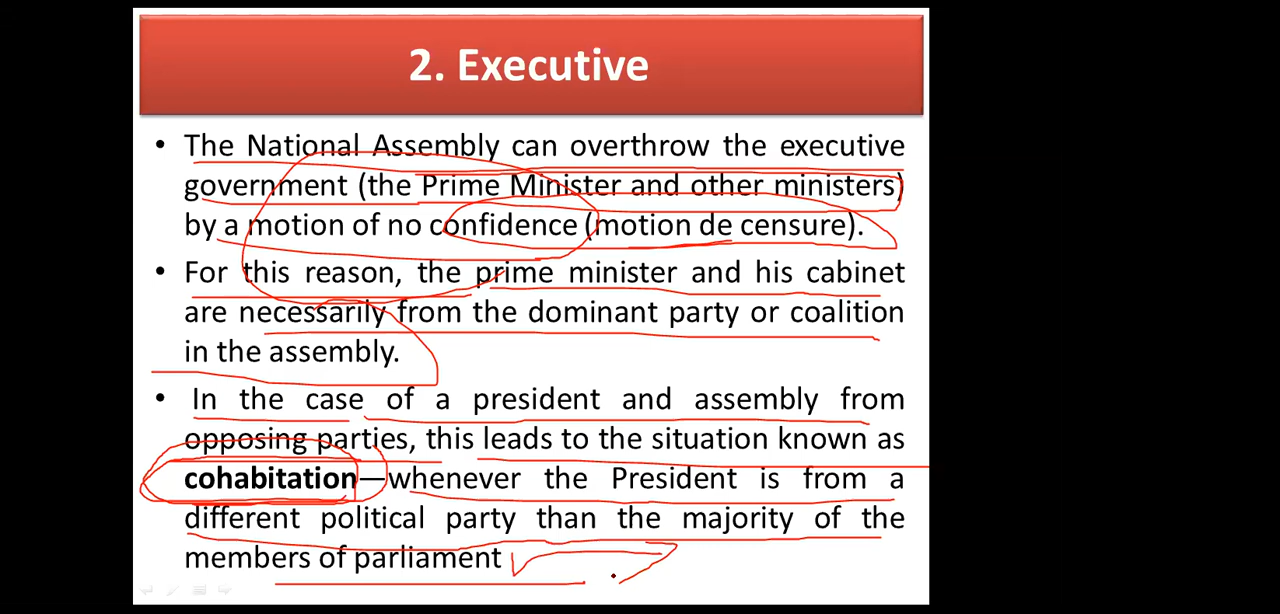 2. Executive
• The National Assembly can overthrow the executive
government (the Prime Minister and other ministers)
by a motion of no confidence (motion de censure).
• For this reason, the prime minister and his cabinet
are necessarily from the dominant party or coalition
in the assembly.
• In the case of a president and assembly from
opposing parties, this leads to the situation known as
cohabitation—whenever the President is from a
different political party than the majority of the
members of parliament